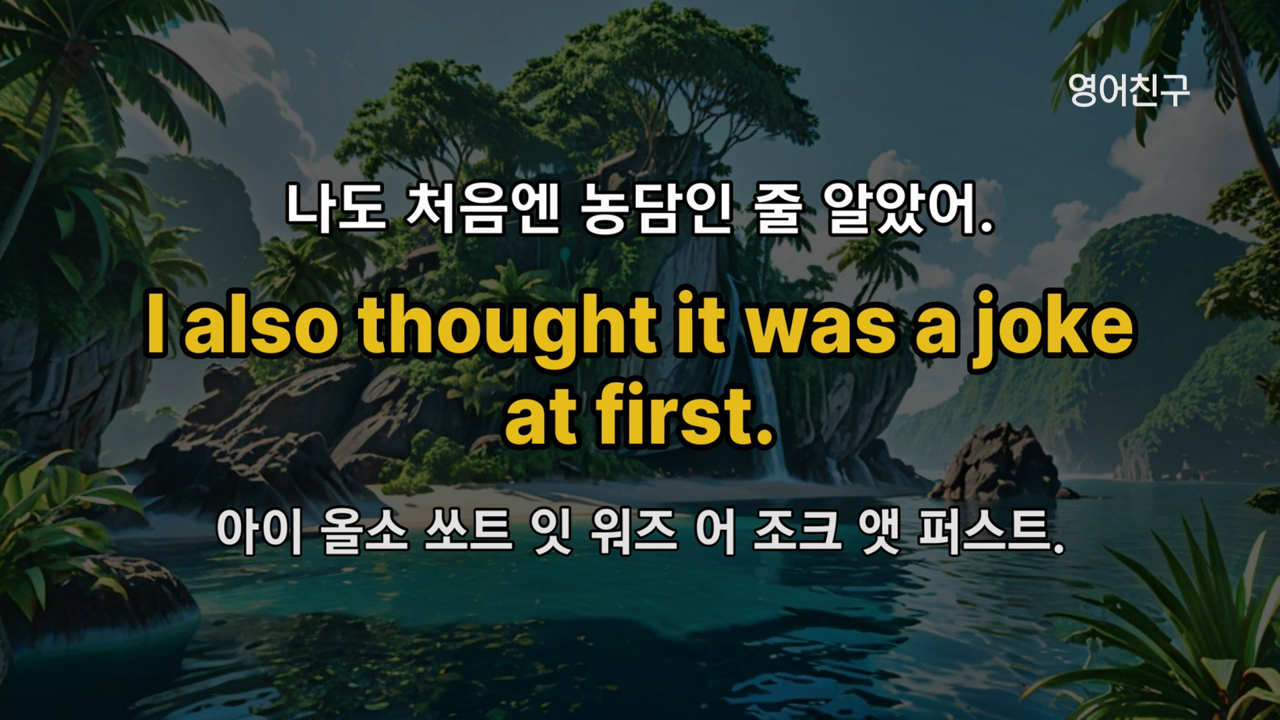 영어친구
나도 처음엔 농담인 줄 알았어.
I also thought it was a joke
at first.
아이 올소 쏘트 잇 워즈 어 조크 앳 퍼스트.